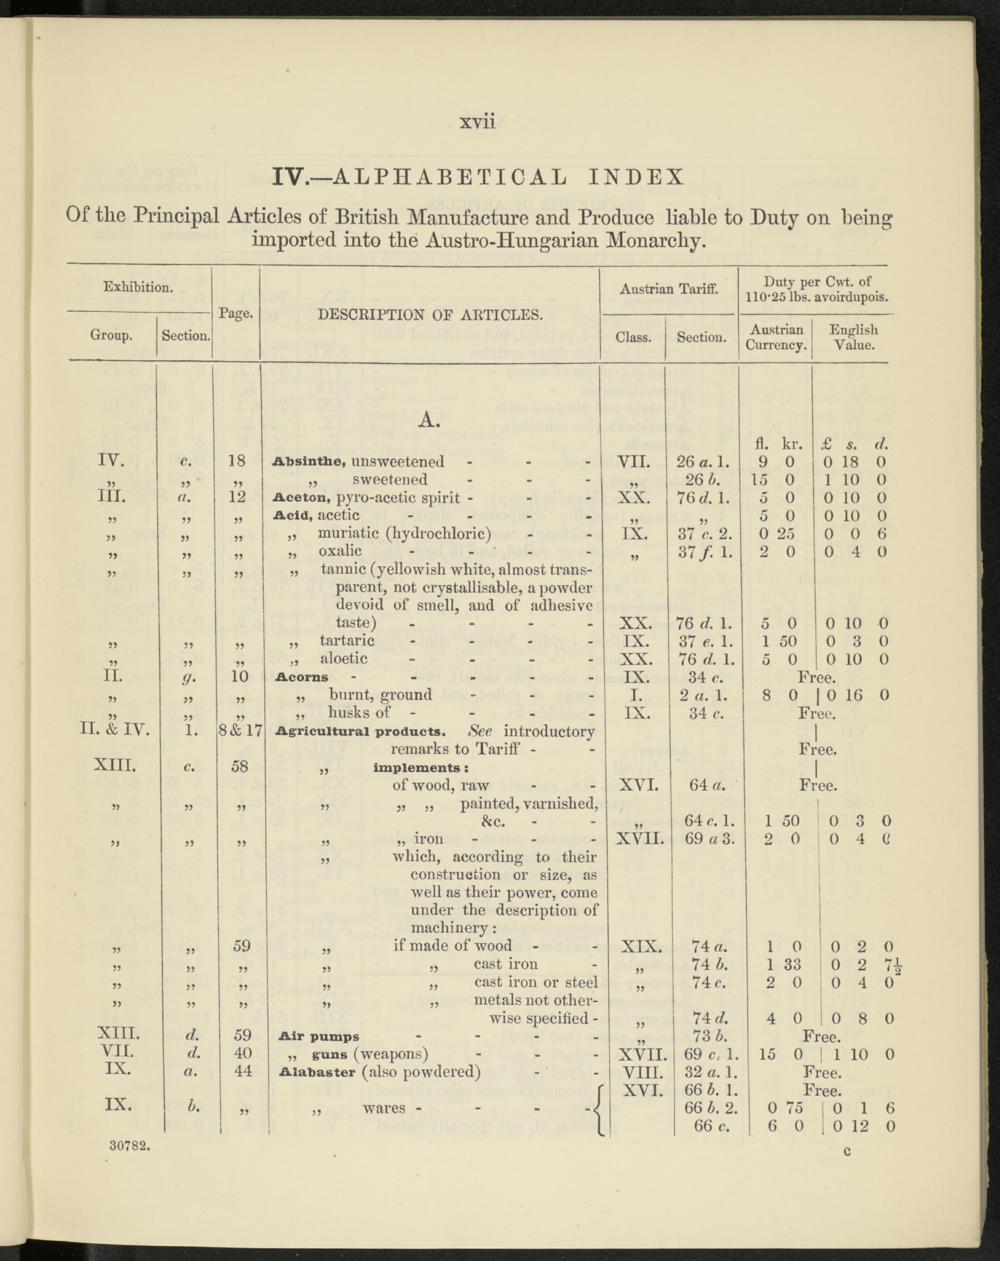 xvii
IV.—ALPHABETICAL INDEX
Of the Principal Articles of British Manufacture and Produce liable to Duty on being
imported into the Austro-Hungarian Monarchy.
Exhibition. Page. DESCRIPTION OF ARTICLES. Austrian Tariff. Duty per Cwt. of 110·25 lbs. avoirdupois.
Group. Section. Class. Section. Austrian Currency. English Value.
A.
fl. kr. £ s. d.
IV. c. 18 Absinthe, unsweetened - - - VII. 26 a. 1. 9 0 0 18 0
„ „ „ „ sweetened - - - „ 26 b. 15 0 1 10 0
III. a. 12 Aceton, pyro-acetic spirit - - - XX. 76 d. 1. 5 0 0 10 0
„ „ „ Acid, acetic - - - - „ „ 5 0 0 10 0
„ „ „ „ muriatic (hydrochloric) - - IX. 37 c. 2. 0 25 0 0 6
„ „ „ „ oxalic - - - - „ 37 f. 1. 2 0 0 4 0
„ „ „ „ tannic (yellowish white, almost trans-
parent, not crystallisable, a powder
devoid of smell, and of adhesive
taste) - - - - XX. 76 d. 1. 5 0 0 10 0
„ „ „ „ tartaric - - - - IX. 37 e. 1. 1 50 0 3 0
„ „ „ „ aloetic - - - - XX. 76 d. 1. 5 0 0 10 0
II. g. 10 Acorns - - - - - IX. 34 c. Free.
„ „ „ „ burnt, ground - - - I. 2 a. 1. 8 0 0 16 0
„ „ „ „ husks of - - - - IX. 34 c. Free.
II. & IV. 1. 8 & 17 Agricultural products. See introductory
remarks to Tariff - - Free.
XIII. c. 58 „ implements:
of wood, raw - - XVI. 64 a. Free.
„ „ „ „ „ „ painted, varnished,
&c. - - „ 64 c. 1. 1 50 0 3 0
„ „ „ „ „ iron - - - XVII. 69 a 3. 2 0 0 4 0
„ which, according to their
construction or size, as
well as their power, come
under the description of
machinery:
„ „ 59 „ if made of wood - - XIX. 74 a. 1 0 0 2 0
„ „ „ „ „ cast iron - „ 74 b. 1 33 0 2 7½
„ „ „ „ „ cast iron or steel „ 74 c. 2 0 0 4 0
„ „ „ „ „ metals not other-
wise specified - „ 74 d. 4 0 0 8 0
XIII. d. 59 Air pumps - - - - „ 73 b. Free.
VII. d. 40 „ guns (weapons) - - - XVII. 69 c. 1. 15 0 1 10 0
IX. a. 44 Alabaster (also powdered) - - VIII. 32 a. 1. Free.
XVI. 66 b. 1. Free.
IX. b. „ „ wares - - - - 66 b. 2. 0 75 0 1 6
66 c. 6 0 0 12 0
30782. c